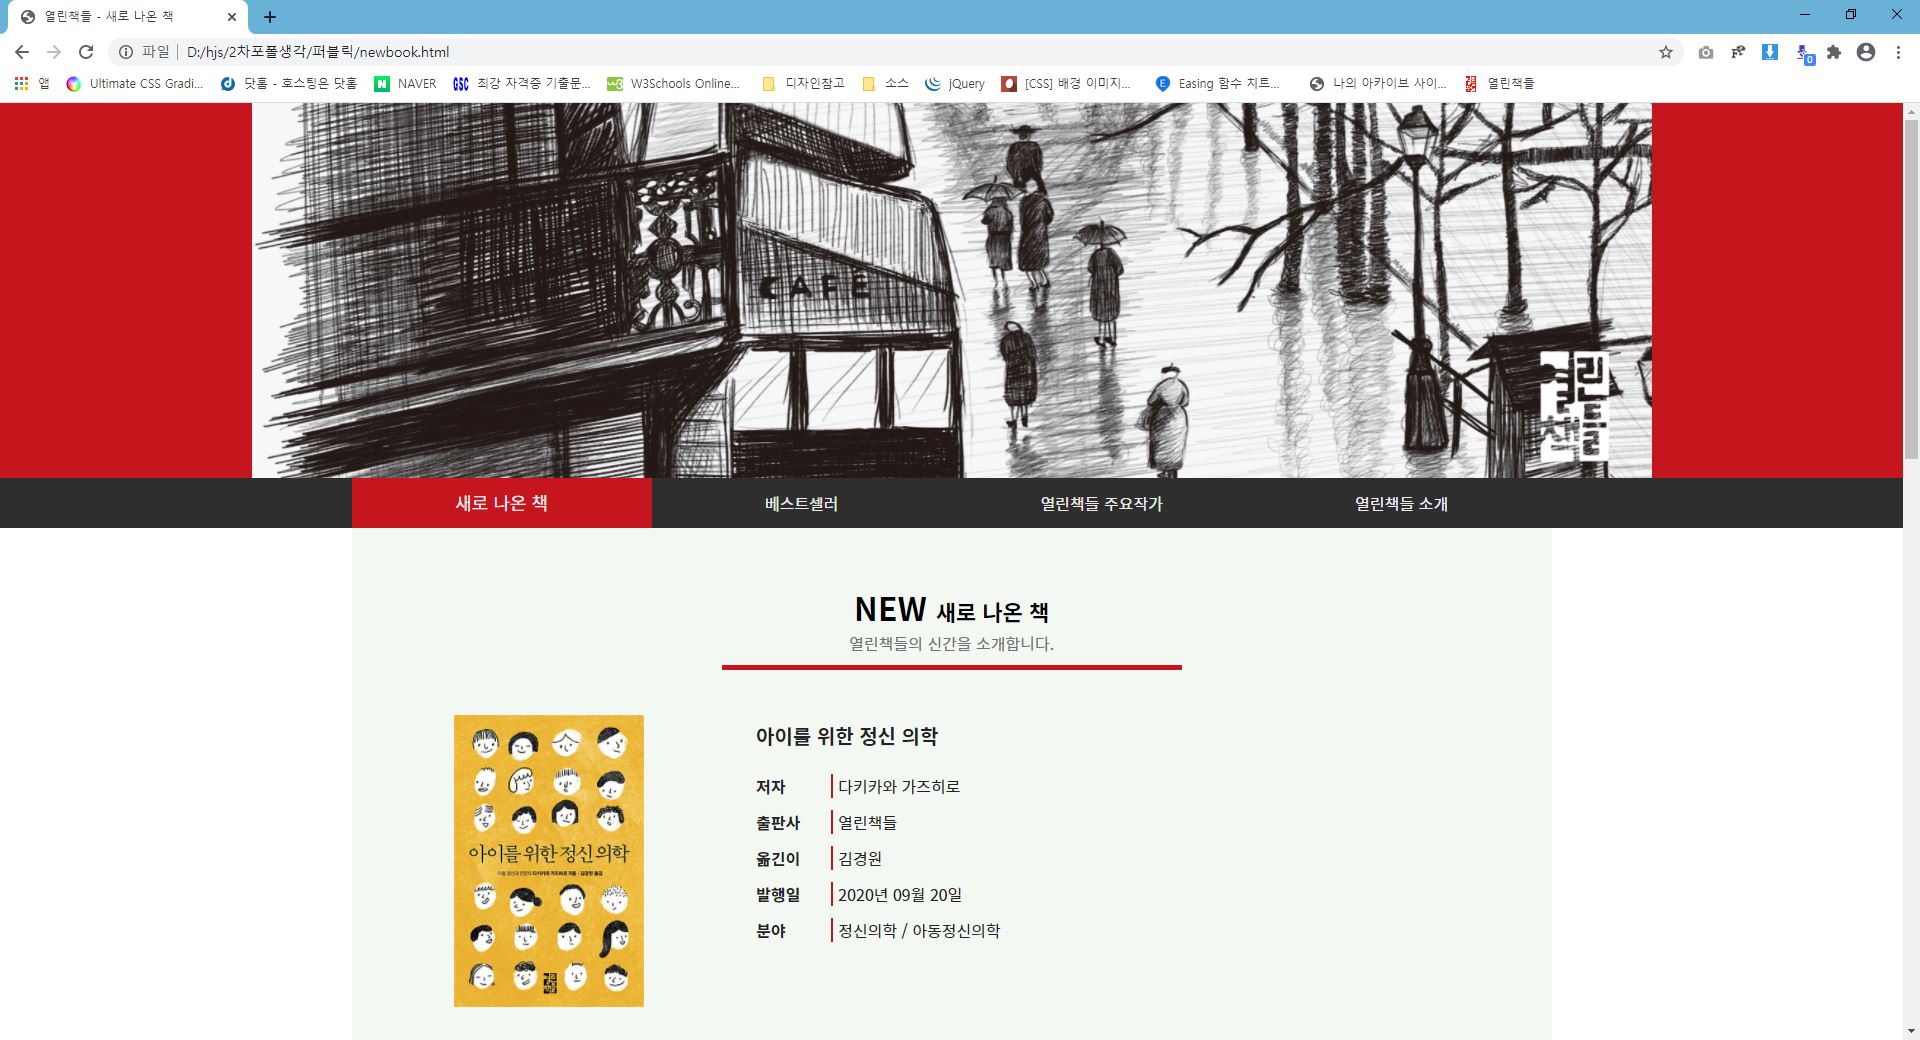 열린책들 - 새로 나온 책
파일 D:/hjs/2차포폴생각/퍼블릭/newbook.html
앱 Ultimate CSS Gradi... 닷홈 - 호스팅은 닷홈 NAVER 최강 자격증 기출문... W3Schools Online... 디자인참고 소스 jQuery [CSS] 배경 이미지... Easing 함수 치트... 나의 아카이브 사이... 열린책들
CAFE
열린책들
새로 나온 책 베스트셀러 열린책들 주요작가 열린책들 소개
NEW 새로 나온 책
열린책들의 신간을 소개합니다.
아이를 위한 정신 의학
아이를 위한 정신 의학
저자 다키카와 가즈히로
출판사 열린책들
옮긴이 김경원
발행일 2020년 09월 20일
분야 정신의학 / 아동정신의학